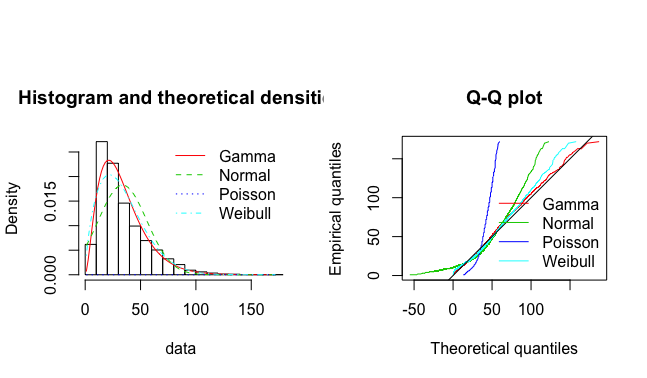 Histogram and theoretical densitie
Density
0.000
0.015
Gamma
Normal
Poisson
Weibull
0
50
100
150
data
Q-Q plot
Empirical quantiles
0
50
100
Gamma
Normal
Poisson
Weibull
-50
0
50
100
Theoretical quantiles